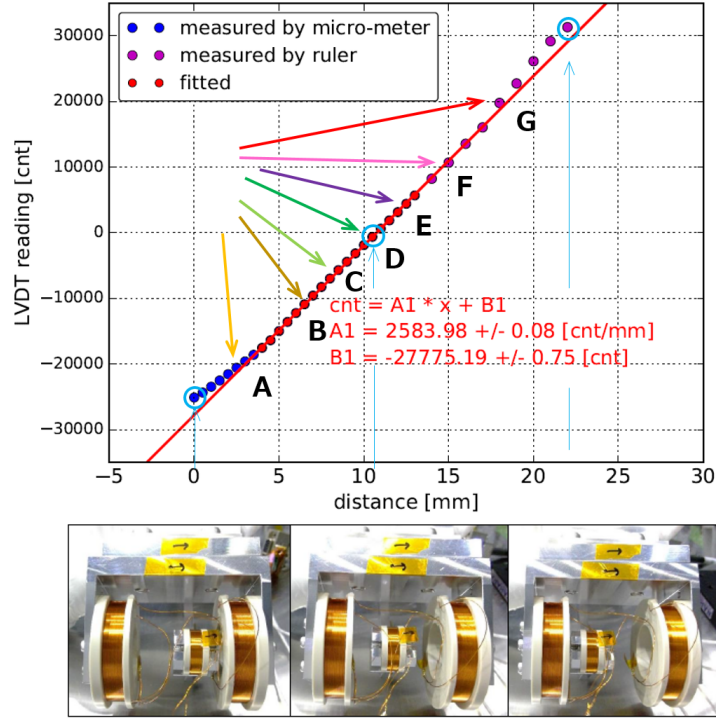 measured by micro-meter
measured by ruler
fitted
30000
20000
10000
0
−10000
−20000
−30000
LVDT reading [cnt]
G
F
E
D
C
B
A
cnt = A1 * x + B1
A1 = 2583.98 +/- 0.08 [cnt/mm]
B1 = -27775.19 +/- 0.75 [cnt]
−5 0 5 10 15 20 25 30
distance [mm]